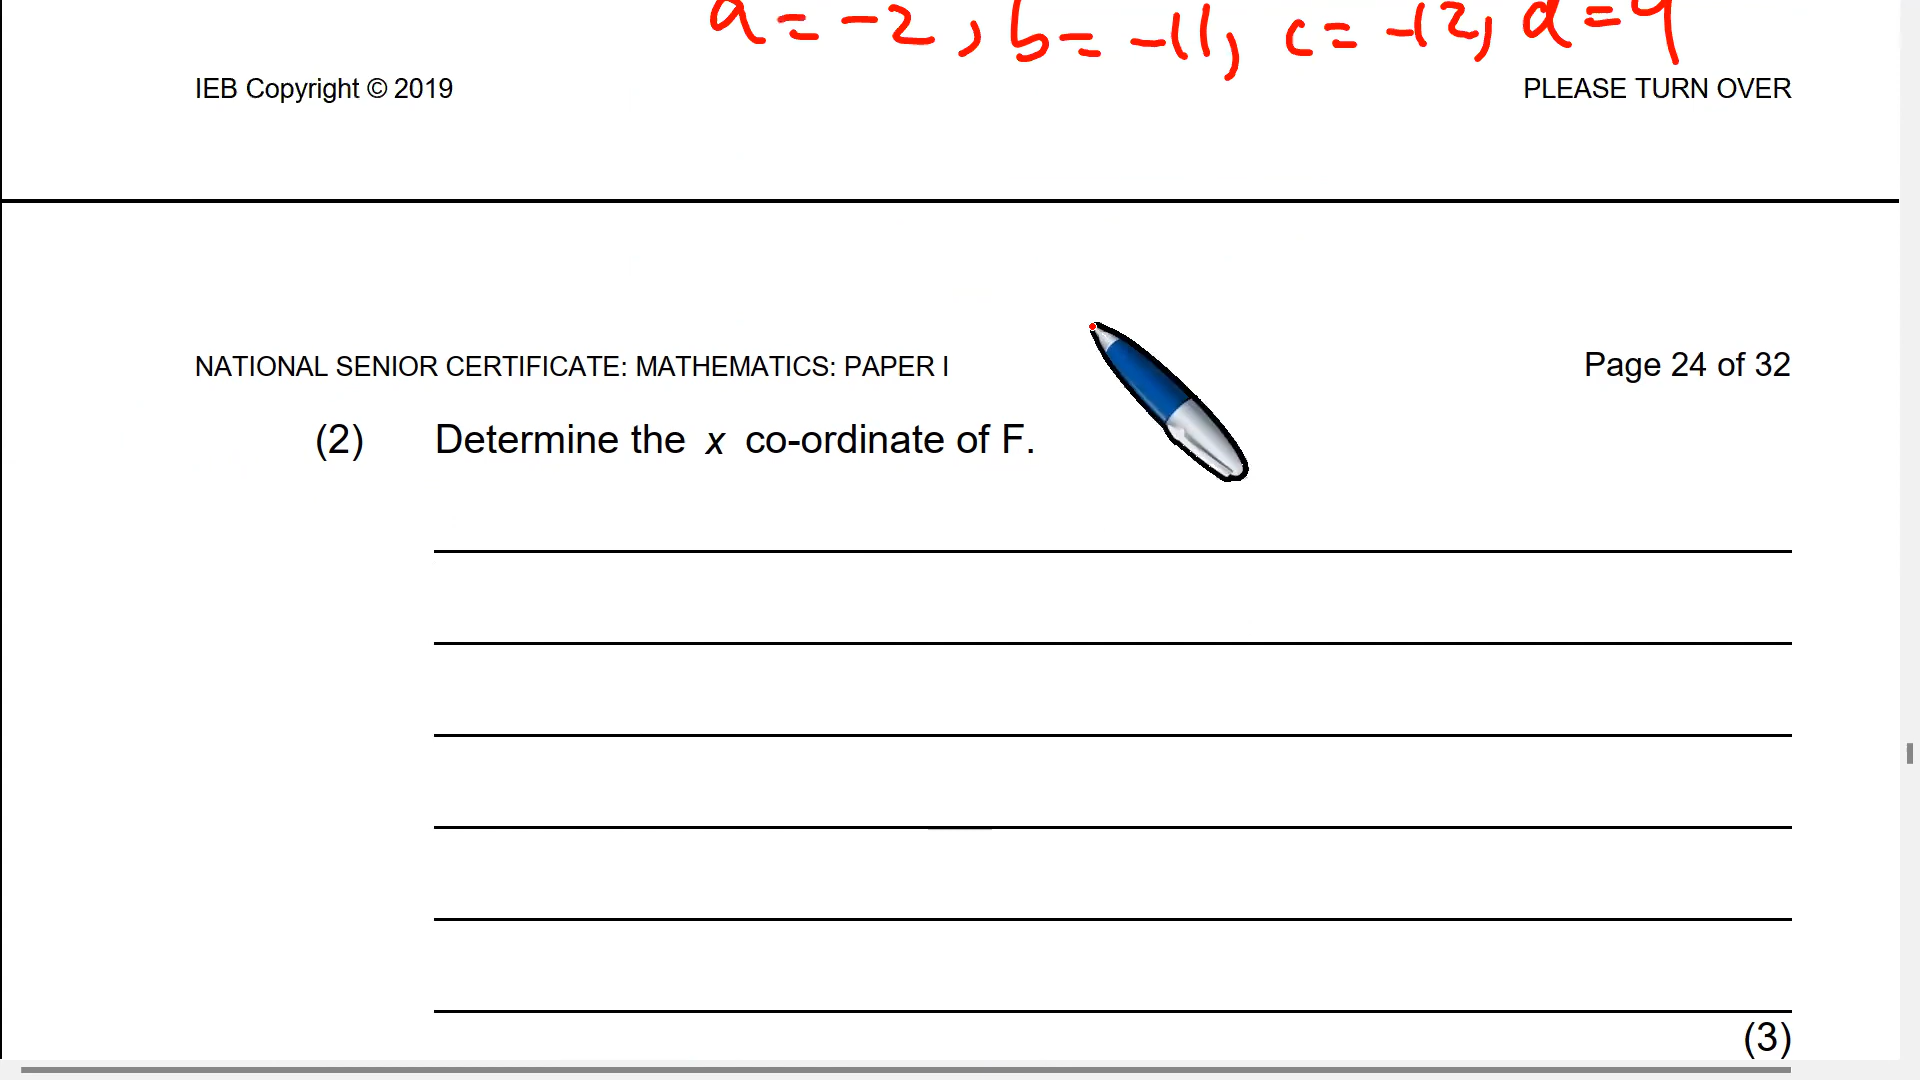 a = -2, b = -11, c = -12, d = 9
IEB Copyright © 2019 PLEASE TURN OVER
NATIONAL SENIOR CERTIFICATE: MATHEMATICS: PAPER I Page 24 of 32
(2) Determine the x co-ordinate of F.
(3)